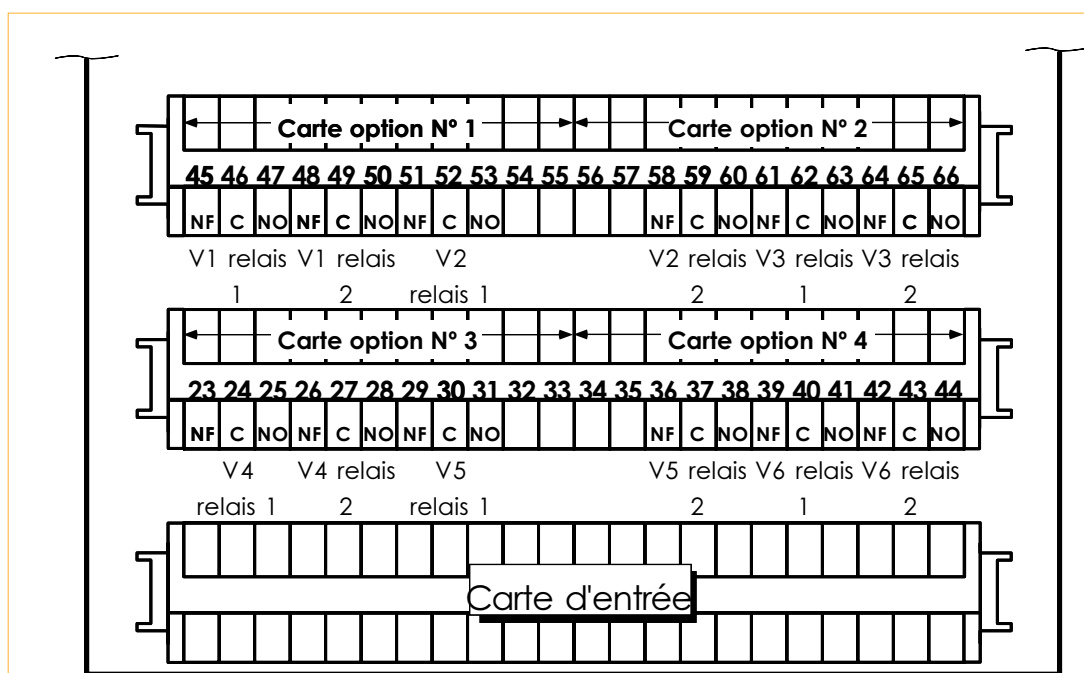 Carte option Nº 1 Carte option Nº 2
45 46 47 48 49 50 51 52 53 54 55 56 57 58 59 60 61 62 63 64 65 66
NF C NO NF C NO NF C NO NF C NO NF C NO NF C NO
V1 relais V1 relais V2 V2 relais V3 relais V3 relais
1 2 relais 1 2 1 2
Carte option Nº 3 Carte option Nº 4
23 24 25 26 27 28 29 30 31 32 33 34 35 36 37 38 39 40 41 42 43 44
NF C NO NF C NO NF C NO NF C NO NF C NO NF C NO
V4 V4 relais V5 V5 relais V6 relais V6 relais
relais 1 2 relais 1 2 1 2
Carte d'entrée